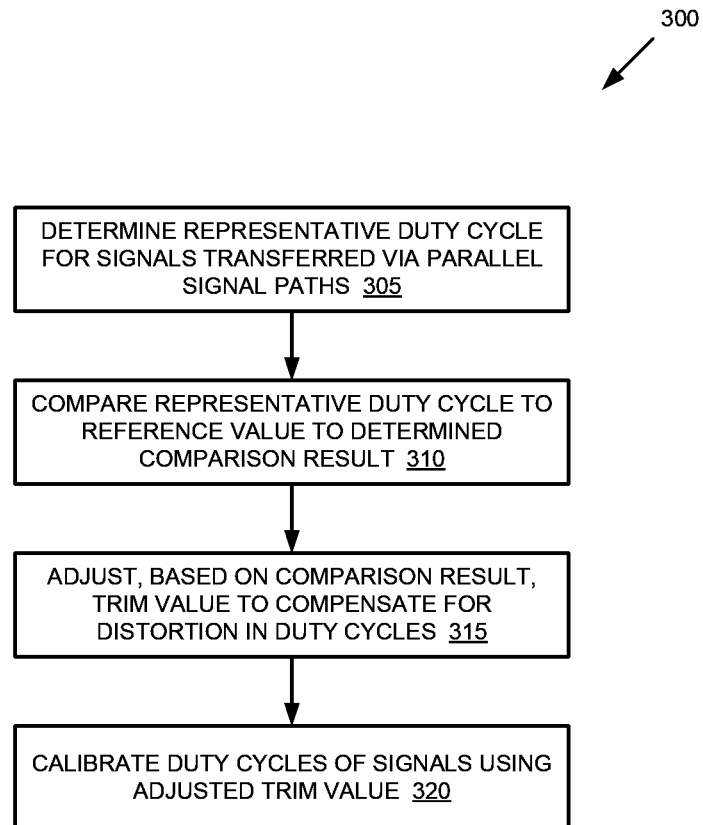 300
DETERMINE REPRESENTATIVE DUTY CYCLE
FOR SIGNALS TRANSFERRED VIA PARALLEL
SIGNAL PATHS 305
COMPARE REPRESENTATIVE DUTY CYCLE TO
REFERENCE VALUE TO DETERMINED
COMPARISON RESULT 310
ADJUST, BASED ON COMPARISON RESULT,
TRIM VALUE TO COMPENSATE FOR
DISTORTION IN DUTY CYCLES 315
CALIBRATE DUTY CYCLES OF SIGNALS USING
ADJUSTED TRIM VALUE 320